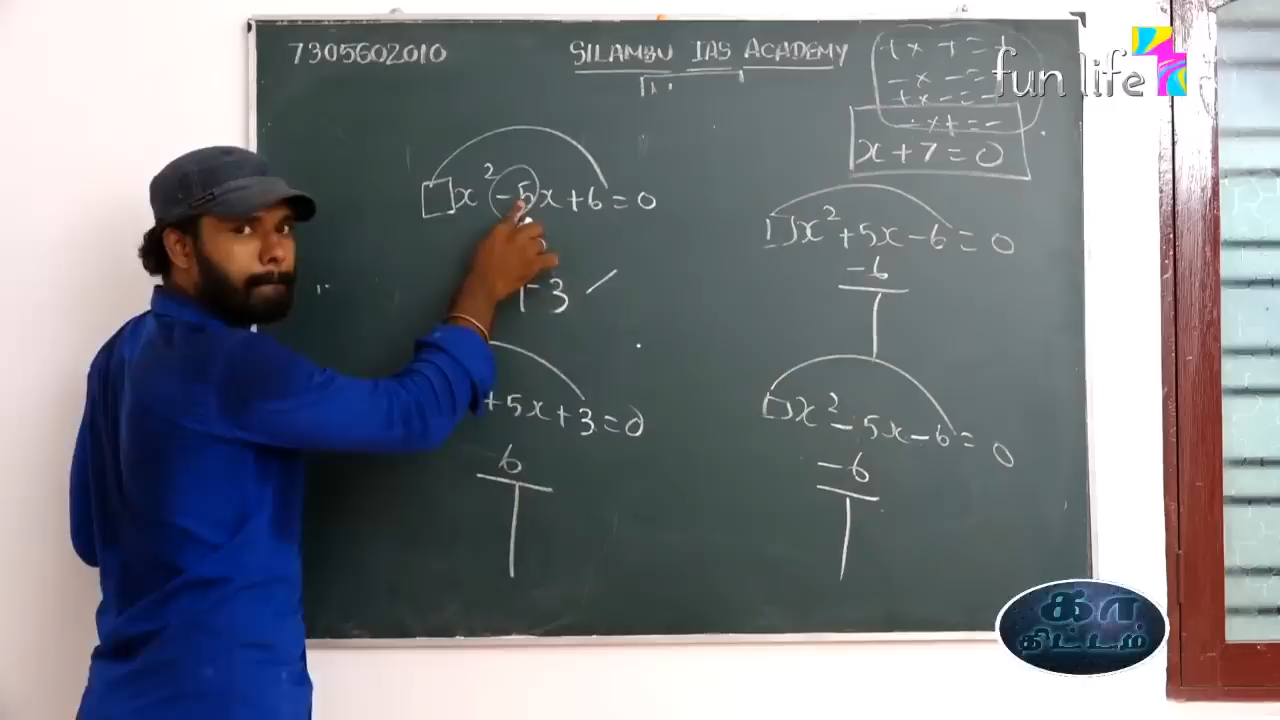 7305602010
SILAMBU IAS ACADEMY
+ × + = +
- × - =
+ × - = -
- × + = -
fun life
x + 7 = 0
x² - 5x + 6 = 0
3
x² + 5x - 6 = 0
-6
+ 5x + 3 = 0
6
x² - 5x - 6 = 0
-6
கா
திட்டம்